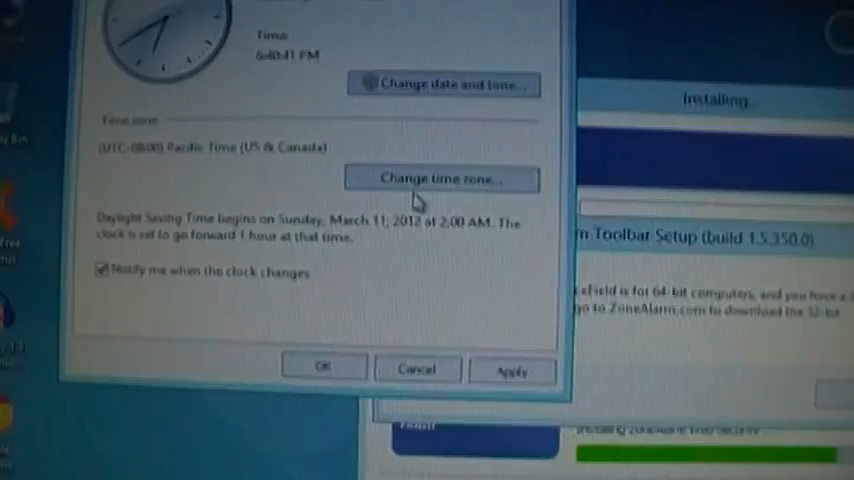 Time:
6:40:41 PM
Change date and time...
Time zone
(UTC-08:00) Pacific Time (US & Canada)
Change time zone...
Daylight Saving Time begins on Sunday, March 11, 2012 at 2:00 AM. The
clock is set to go forward 1 hour at that time.
Notify me when the clock changes
OK
Cancel
Apply
Installing...
m Toolbar Setup (build 1.5.350.0)
eField is for 64-bit computers, and you have a
go to ZoneAlarm.com to download the 32-bit
Bin
Free